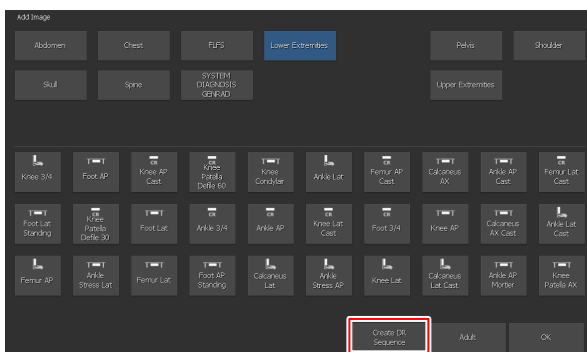 Add Image
Abdomen
Chest
FLFS
Lower Extremities
Pelvis
Shoulder
Skull
Spine
SYSTEM
DIAGNOSIS
GENRAD
Upper Extremities
Knee 3/4
Foot AP
CR
Knee AP
Cast
CR
Knee
Patella
Defile 60
Knee
Condylar
Ankle Lat
CR
Femur AP
Cast
Calcaneus
AX
Ankle AP
Cast
CR
Femur Lat
Cast
Foot Lat
Standing
CR
Knee
Patella
Defile 30
Foot Lat
CR
Ankle 3/4
CR
Ankle AP
CR
Knee Lat
Cast
CR
Foot 3/4
Knee AP
Calcaneus
AX Cast
Ankle Lat
Cast
Femur AP
Ankle
Stress Lat
Femur Lat
Foot AP
Standing
Calcaneus
Lat
Ankle
Stress AP
Knee Lat
Calcaneus
Lat Cast
Ankle AP
Mortier
Knee
Patella AX
Create DR
Sequence
Adult
OK